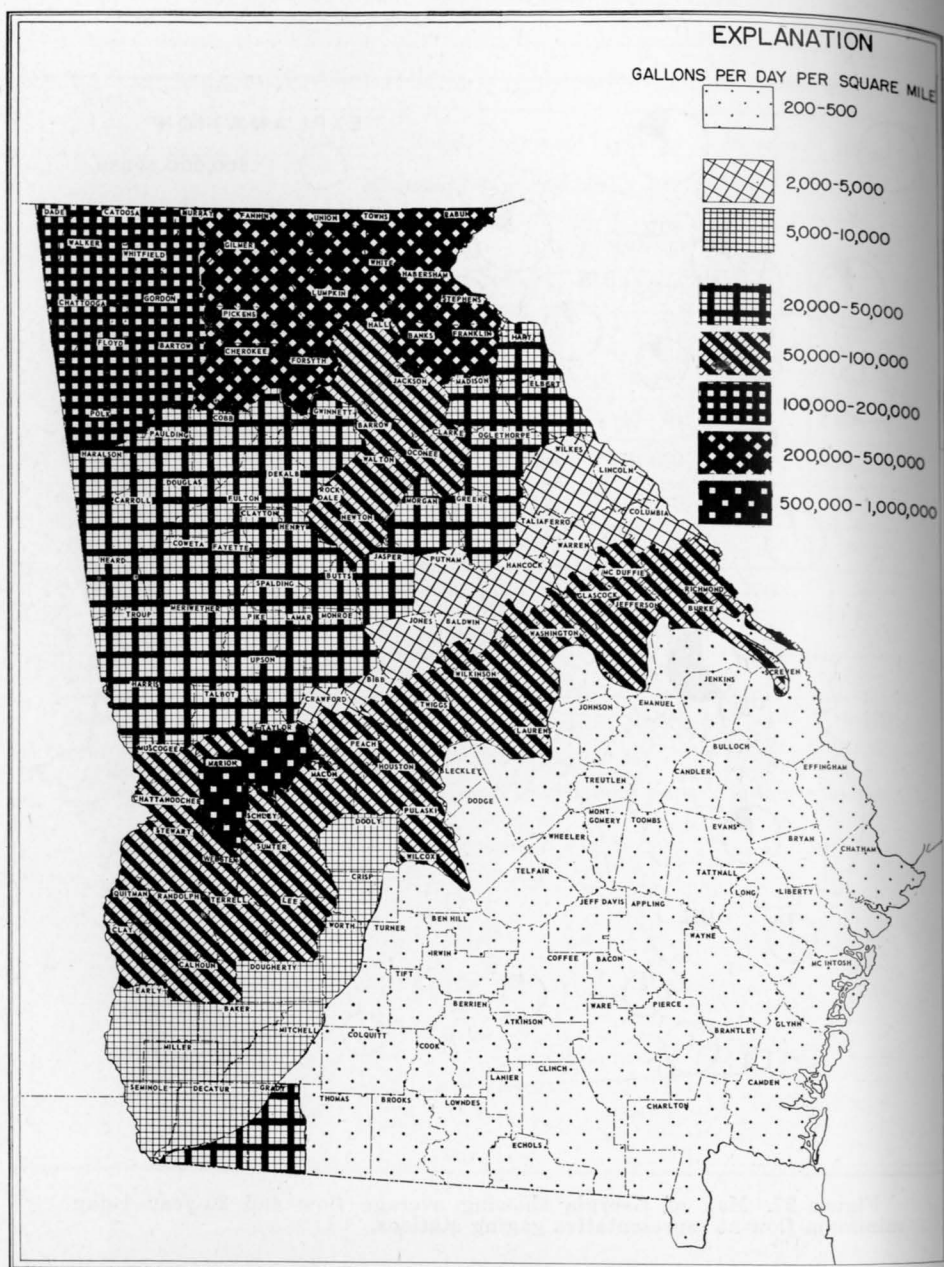 EXPLANATION
GALLONS PER DAY PER SQUARE MILE
200-500
2,000-5,000
5,000-10,000
20,000-50,000
50,000-100,000
100,000-200,000
200,000-500,000
500,000-1,000,000
DADE CATOOSA MURRAY FANNIN UNION TOWNS RABUN
WALKER WHITFIELD GILMER WHITE HABERSHAM
CHATTOOGA GORDON PICKENS LUMPKIN STEPHENS
FLOYD BARTOW CHEROKEE FORSYTH HALL BANKS FRANKLIN HART
POLK PAULDING COBB GWINNETT JACKSON MADISON ELBERT
HARALSON BARROW CLARKE OGLETHORPE WILKES
DOUGLAS DEKALB WALTON OCONEE LINCOLN
CARROLL FULTON ROCK-
DALE MORGAN GREENE
CLAYTON HENRY NEWTON TALIAFERRO COLUMBIA
HEARD COWETA FAYETTE JASPER PUTNAM HANCOCK WARREN
SPALDING BUTTS MC DUFFIE
TROUP MERIWETHER PIKE LAMAR MONROE JONES BALDWIN GLASCOCK JEFFERSON RICHMOND
BURKE
UPSON BIBB WILKINSON WASHINGTON
HARRIS TALBOT CRAWFORD TWIGGS JOHNSON EMANUEL JENKINS SCREVEN
MUSCOGEE TAYLOR PEACH LAURENS
MARION MACON HOUSTON BLECKLEY TREUTLEN CANDLER BULLOCH EFFINGHAM
CHATTAHOOCHEE SCHLEY PULASKI DODGE
STEWART WEBSTER SUMTER DOOLY WILCOX WHEELER MONT-
GOMERY TOOMBS EVANS BRYAN CHATHAM
QUITMAN RANDOLPH TERRELL LEE CRISP TELFAIR TATTNALL LONG LIBERTY
CLAY WORTH TURNER BEN HILL JEFF DAVIS APPLING WAYNE
CALHOUN DOUGHERTY IRWIN COFFEE BACON MC INTOSH
EARLY BAKER TIFT BERRIEN WARE PIERCE
MITCHELL COLQUITT COOK ATKINSON BRANTLEY GLYNN
MILLER LANIER CLINCH
SEMINOLE DECATUR GRADY THOMAS BROOKS LOWNDES CHARLTON CAMDEN
ECHOLS